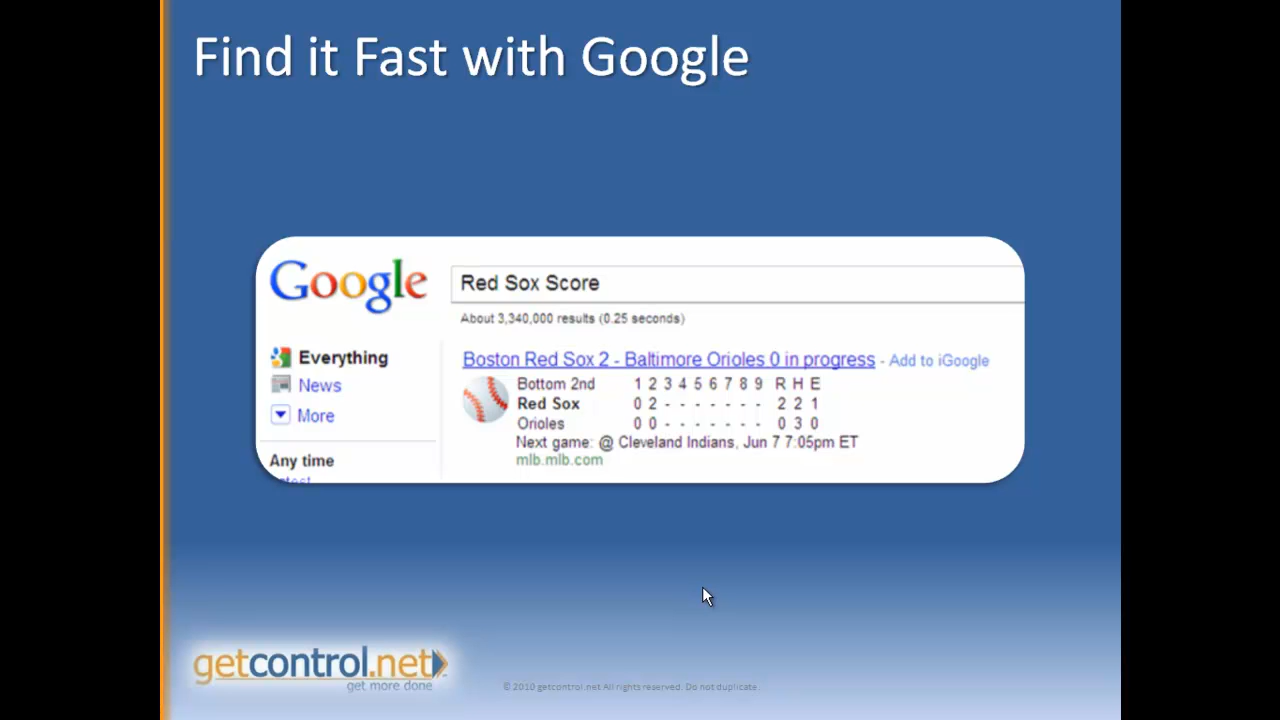 Find it Fast with Google
Google
Red Sox Score
About 3,340,000 results (0.25 seconds)
Everything
News
More
Any time
Boston Red Sox 2 - Baltimore Orioles 0 in progress - Add to iGoogle
Bottom 2nd 1 2 3 4 5 6 7 8 9 R H E
Red Sox 0 2 - - - - - - - 2 2 1
Orioles 0 0 - - - - - - - 0 3 0
Next game: @ Cleveland Indians, Jun 7 7:05pm ET
mlb.mlb.com
getcontrol.net
get more done
© 2010 getcontrol.net All rights reserved. Do not duplicate.